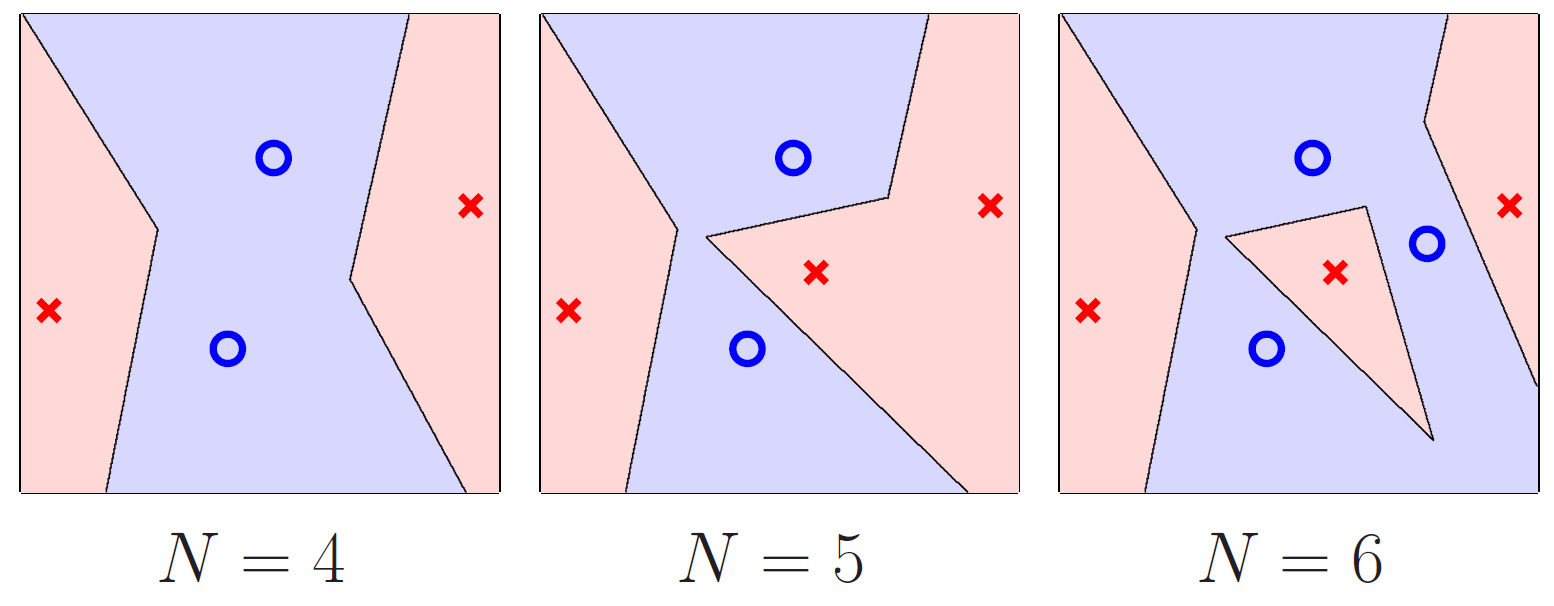 N = 4
N = 5
N = 6